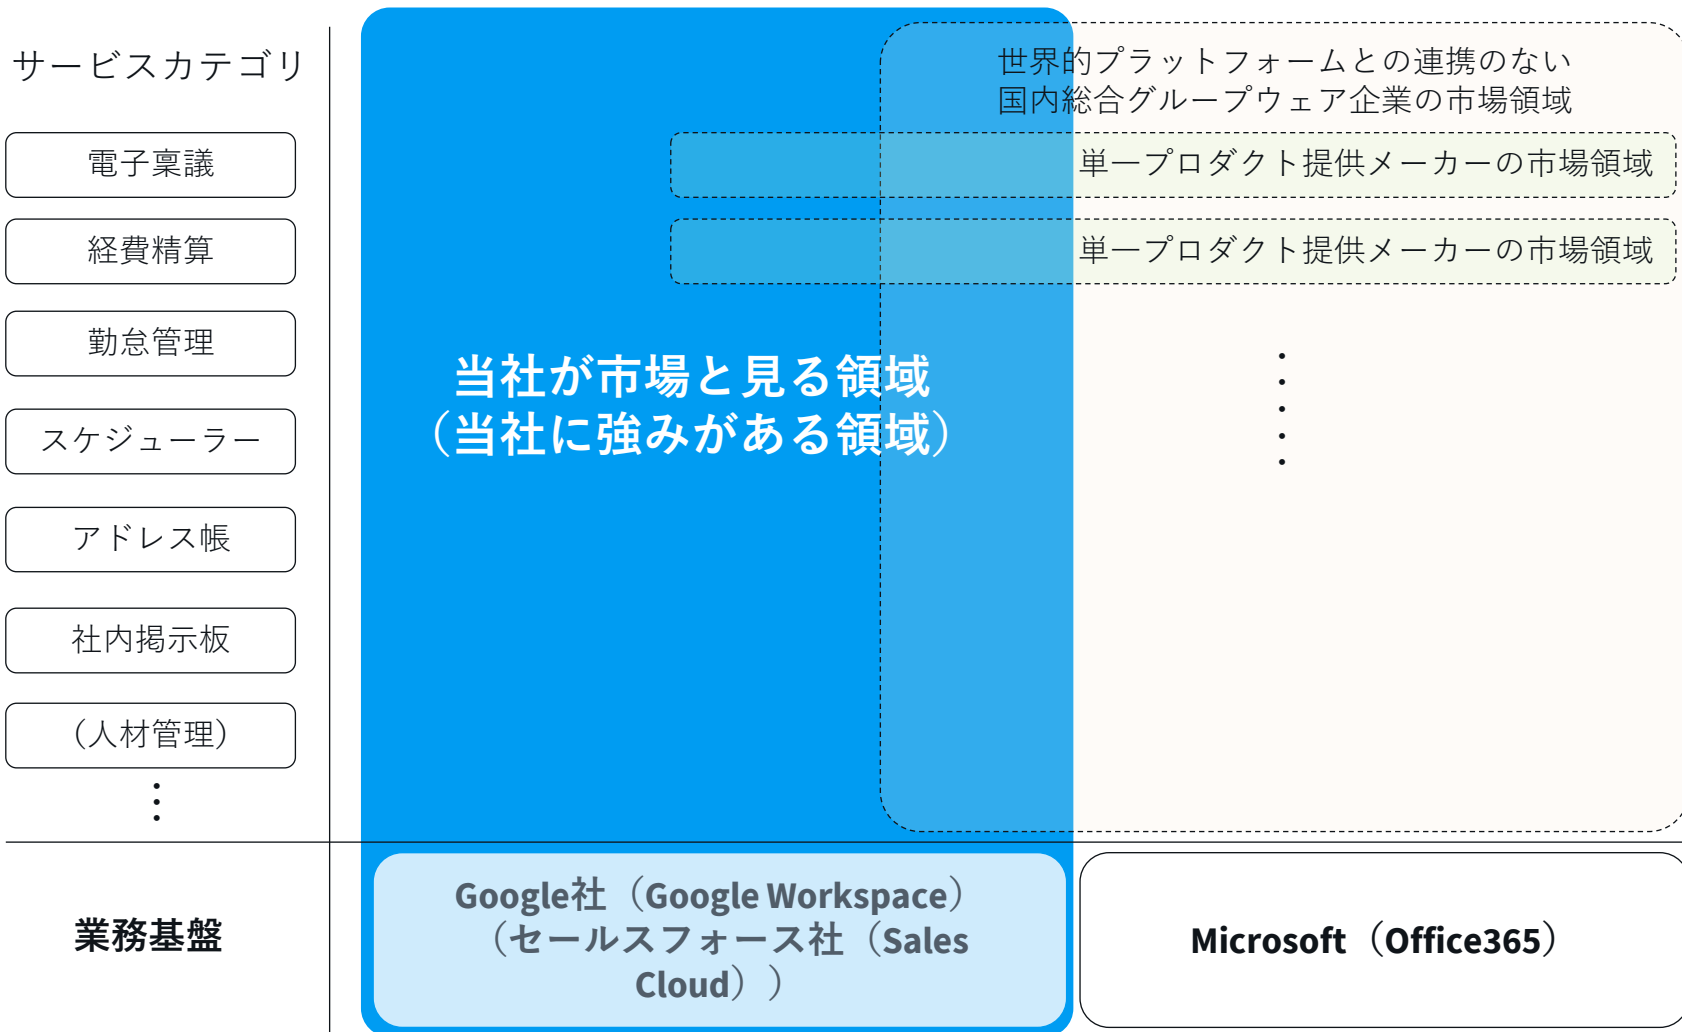 サービスカテゴリ
世界的プラットフォームとの連携のない
国内総合グループウェア企業の市場領域
電子稟議
単一プロダクト提供メーカーの市場領域
経費精算
単一プロダクト提供メーカーの市場領域
勤怠管理
当社が市場と見る領域
（当社に強みがある領域）
スケジューラー
アドレス帳
社内掲示板
（人材管理）
業務基盤
Google社（Google Workspace）
（セールスフォース社（Sales
Cloud））
Microsoft（Office365）